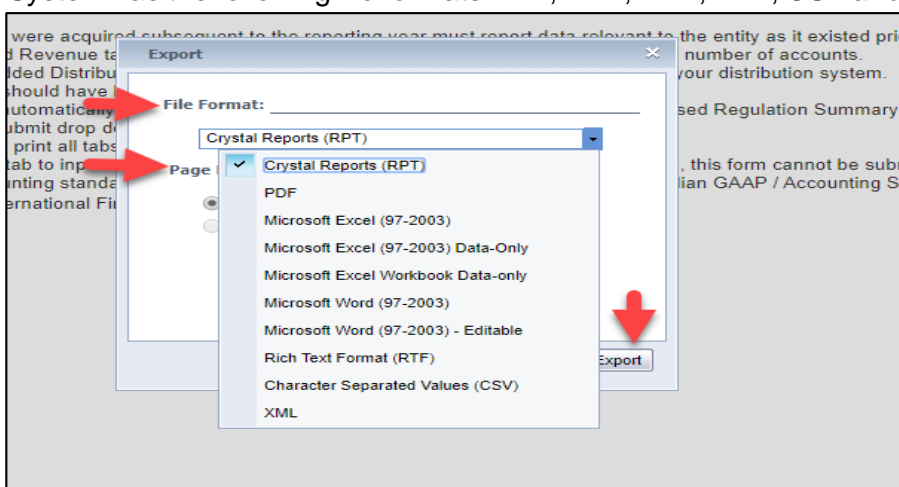 were acquired subsequent to the reporting year must report data relevant to the entity as it existed pri
d Revenue ta number of accounts.
dded Distribu your distribution system.
should have
automatically sed Regulation Summary
ubmit drop d
print all tabs
tab to inp , this form cannot be sub
unting standa dian GAAP / Accounting S
ernational Fi
Export
File Format:
Crystal Reports (RPT)
Page
Crystal Reports (RPT)
PDF
Microsoft Excel (97-2003)
Microsoft Excel (97-2003) Data-Only
Microsoft Excel Workbook Data-only
Microsoft Word (97-2003)
Microsoft Word (97-2003) - Editable
Rich Text Format (RTF)
Character Separated Values (CSV)
XML
Export